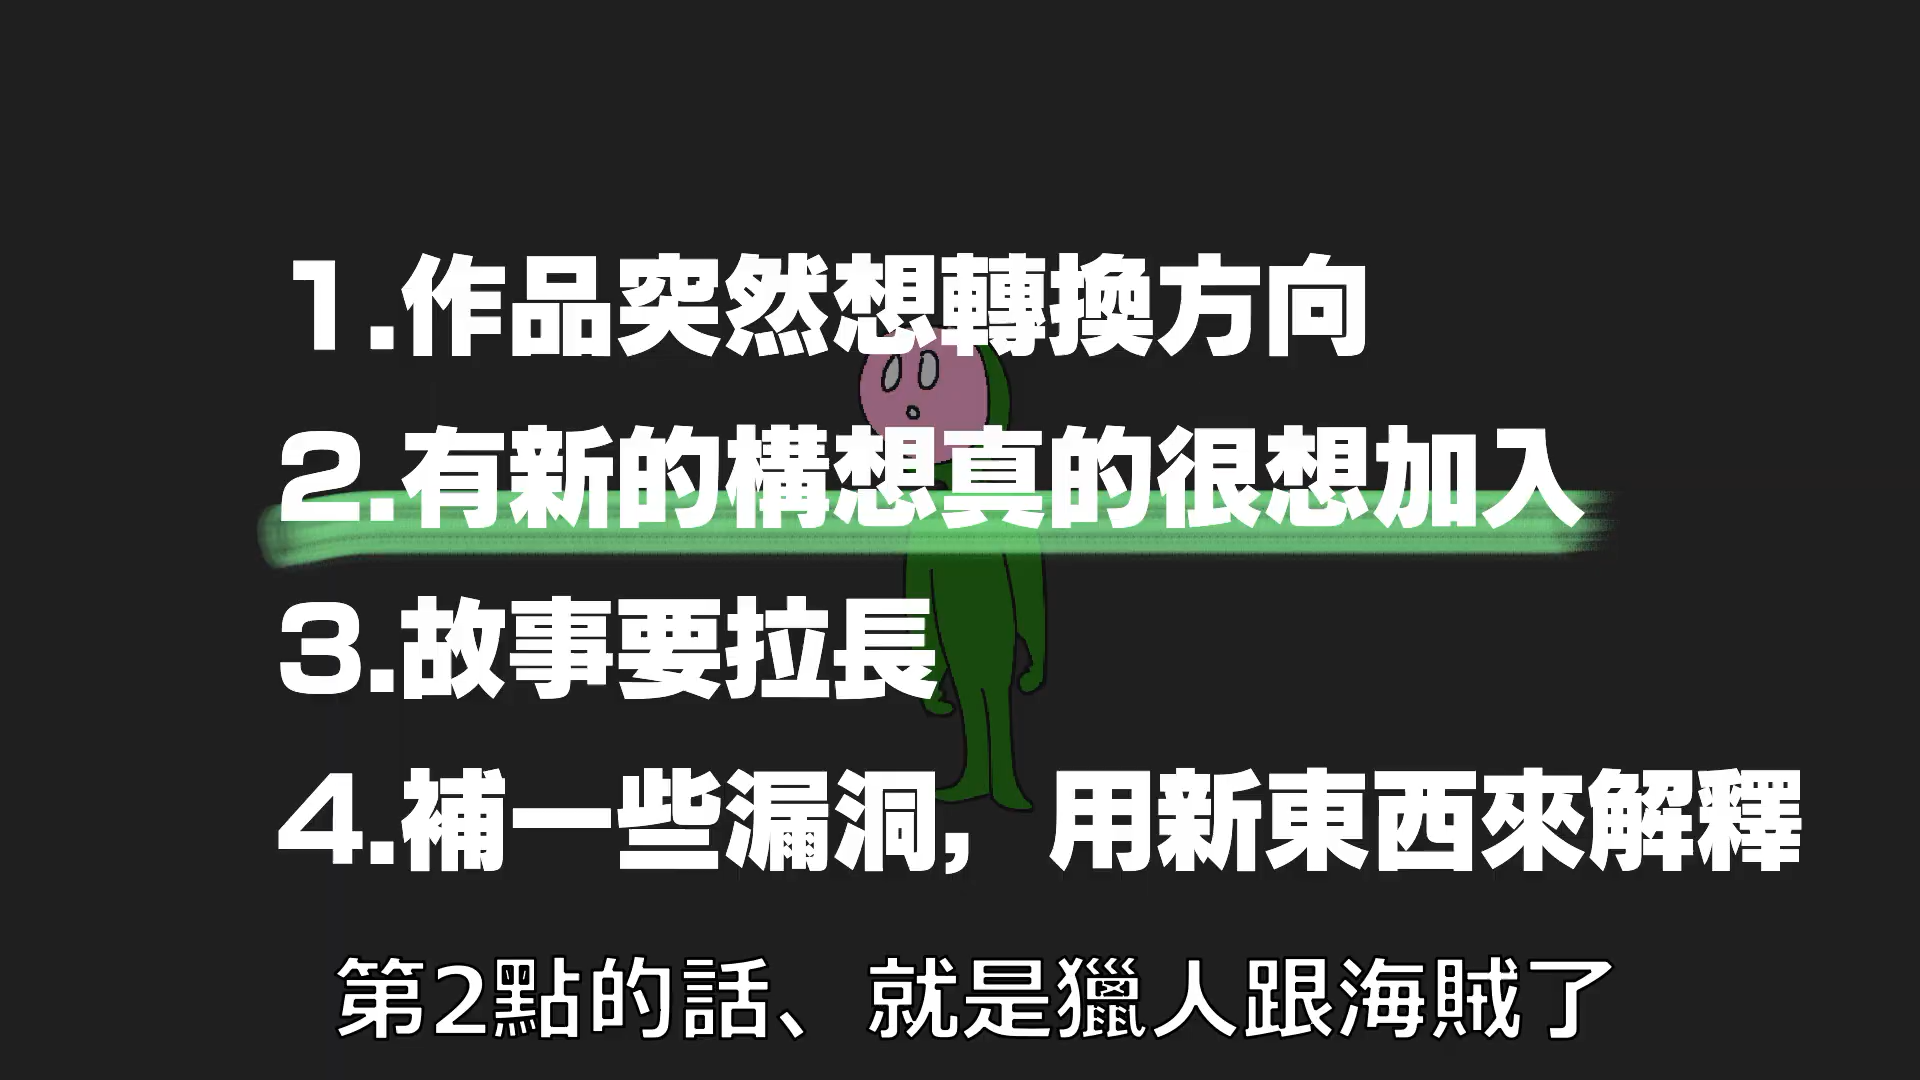 1.作品突然想轉換方向
2.有新的構想真的很想加入
3.故事要拉長
4.補一些漏洞，用新東西來解釋
第2點的話、就是獵人跟海賊了